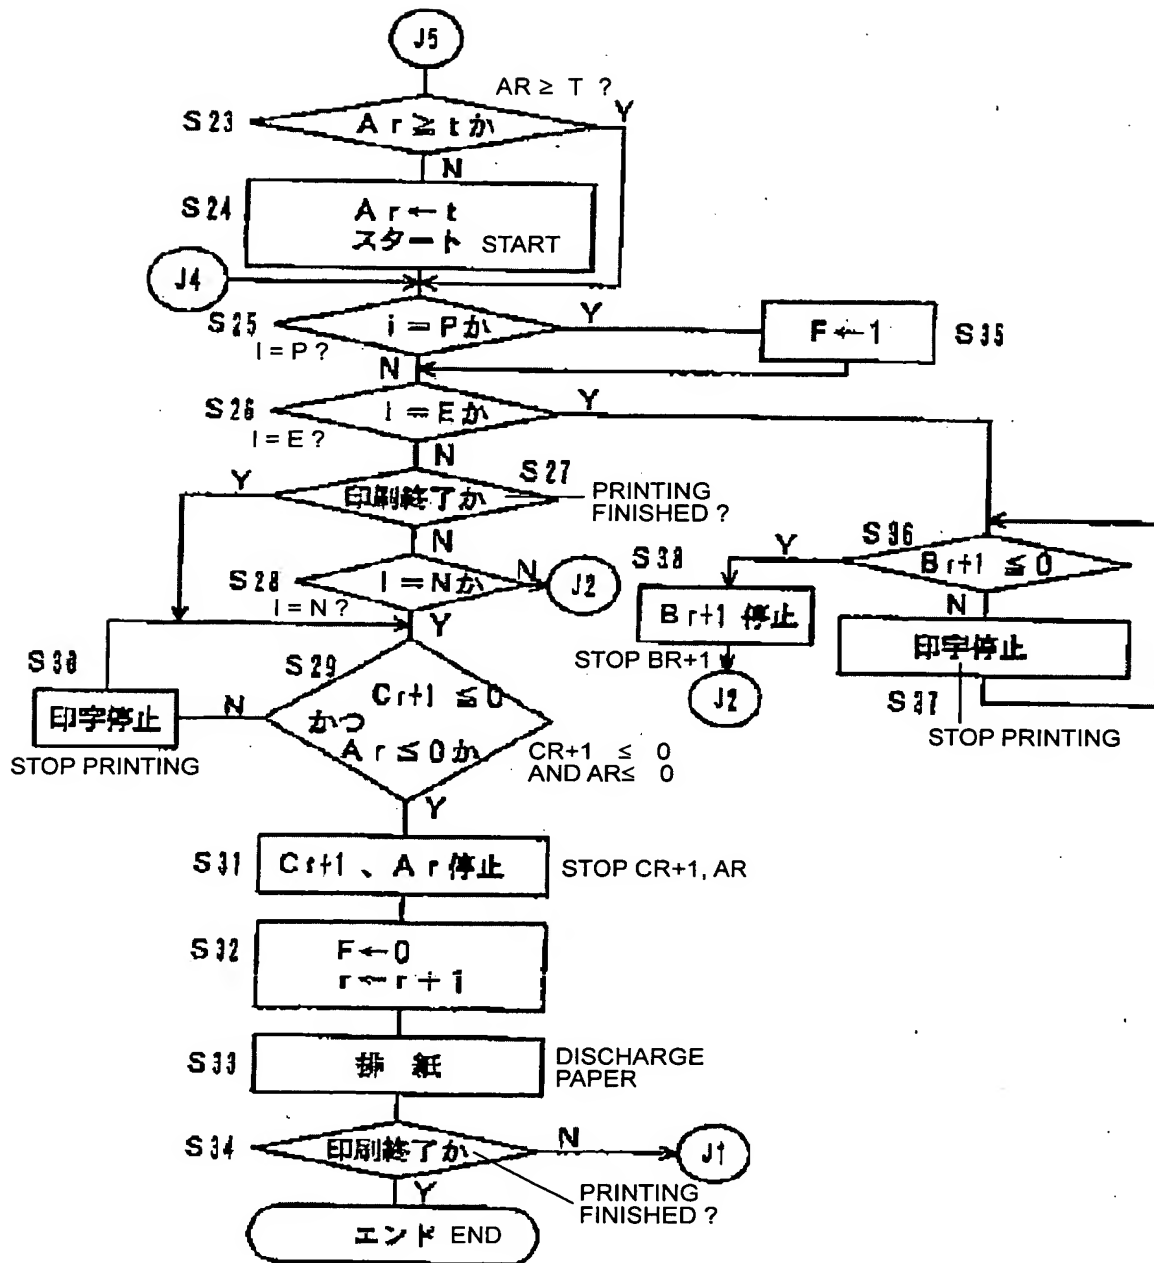 J5
AR ≥ T ?
Y
S23
Ar≧tか
N
S24
Ar←t
スタート START
J4
S25
i=Pか
Y
I = P ?
F←1
S35
N
S26
I=Eか
Y
I = E ?
N
S27
Y
印刷終了か
PRINTING
FINISHED ?
N
S28
I=Nか
N
J2
I = N ?
Y
S36
Br+1 ≦0
Y
S38
Br+1 停止
STOP BR+1
J2
N
印字停止
S37
STOP PRINTING
S30
印字停止
STOP PRINTING
N
S29
Cr+1 ≦0
かつ
Ar≦0か
CR+1 ≤ 0
AND AR≤ 0
Y
S31
Cr+1、Ar停止
STOP CR+1, AR
S32
F←0
r←r+1
S33
排 紙
DISCHARGE
PAPER
S34
印刷終了か
N
J1
PRINTING
FINISHED ?
Y
エンド END